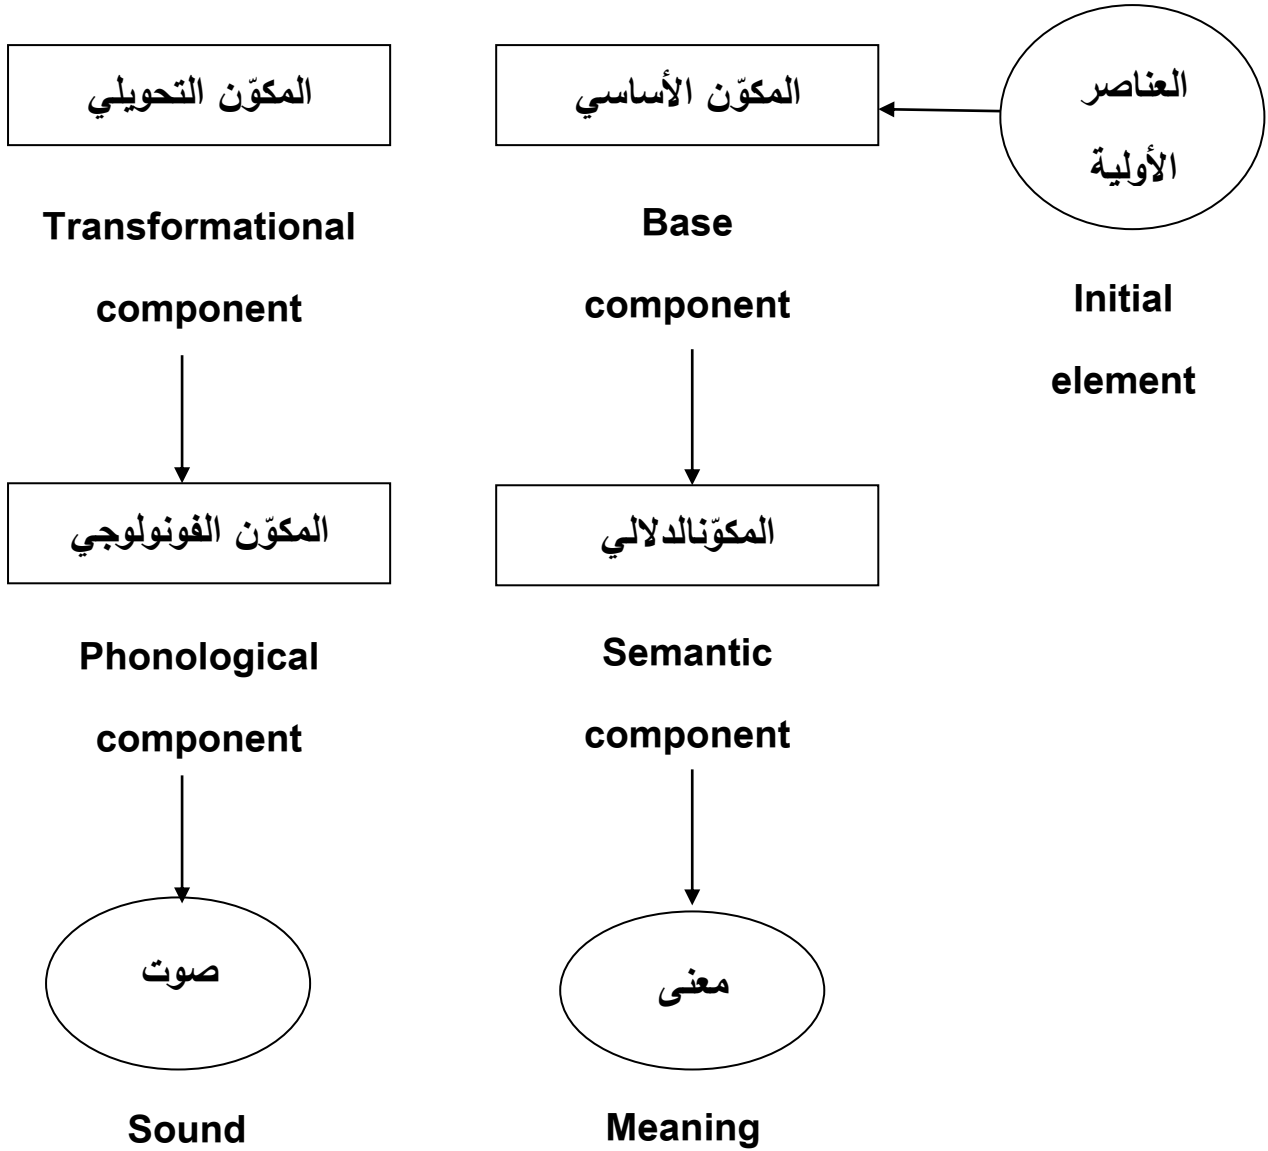 العناصر
الأولية
Initial
element
المكوّن الأساسي
Base
component
المكوّن التحويلي
Transformational
component
المكوّنالدلالي
Semantic
component
المكوّن الفونولوجي
Phonological
component
معنى
Meaning
صوت
Sound